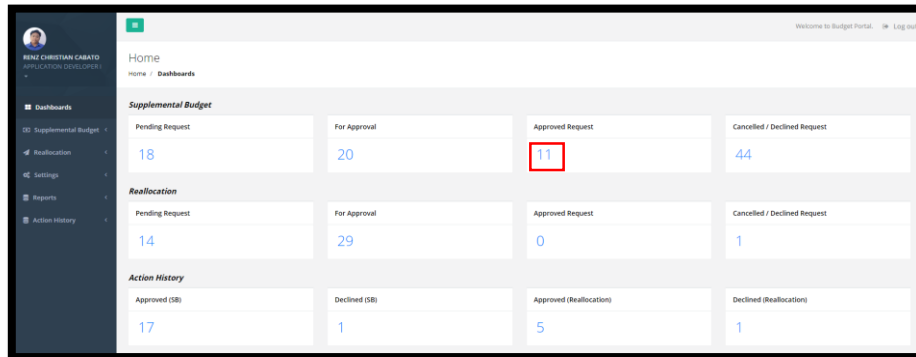 Welcome to Budget Portal.
Log out
RENZ CHRISTIAN CABATO
APPLICATION DEVELOPER I
Home
Home / Dashboards
Dashboards
Supplemental Budget
Reallocation
Settings
Reports
Action History
Supplemental Budget
Pending Request
For Approval
Approved Request
Cancelled / Declined Request
18
20
11
44
Reallocation
Pending Request
For Approval
Approved Request
Cancelled / Declined Request
14
29
0
1
Action History
Approved (SB)
Declined (SB)
Approved (Reallocation)
Declined (Reallocation)
17
1
5
1